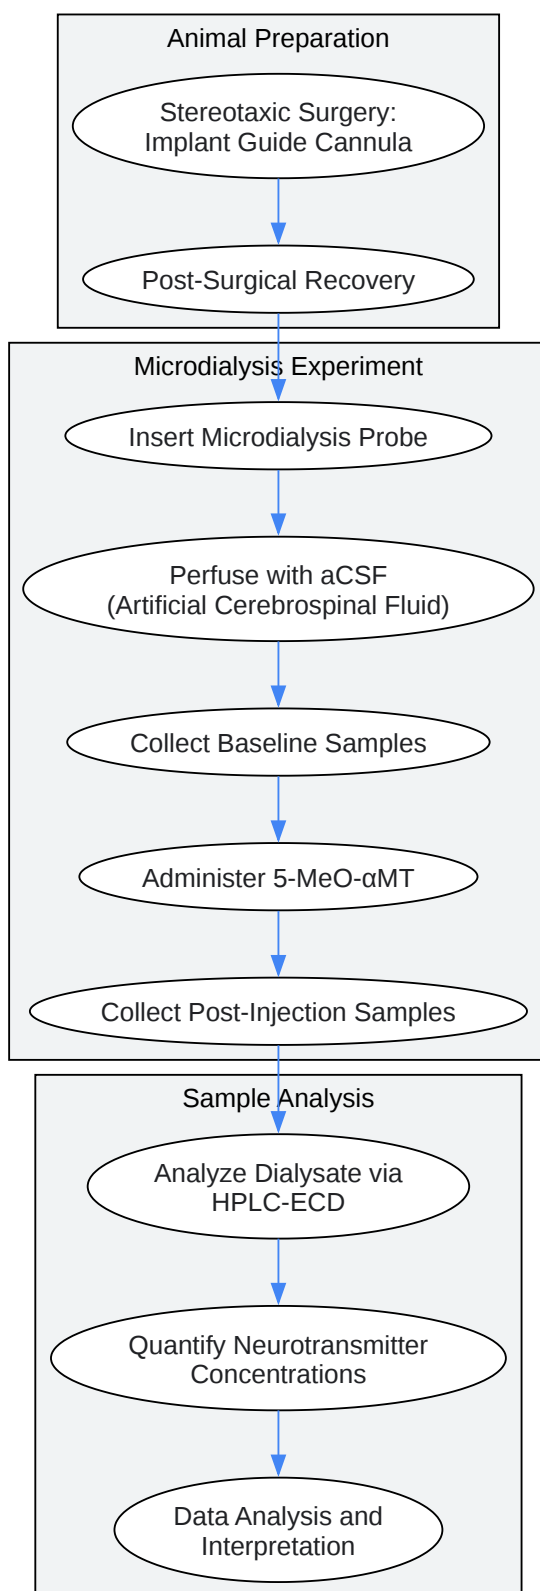 Animal Preparation
Stereotaxic Surgery:
Implant Guide Cannula
Post-Surgical Recovery
Microdialysis Experiment
Insert Microdialysis Probe
Perfuse with aCSF
(Artificial Cerebrospinal Fluid)
Collect Baseline Samples
Administer 5-MeO-αMT
Collect Post-Injection Samples
Sample Analysis
Analyze Dialysate via
HPLC-ECD
Quantify Neurotransmitter
Concentrations
Data Analysis and
Interpretation